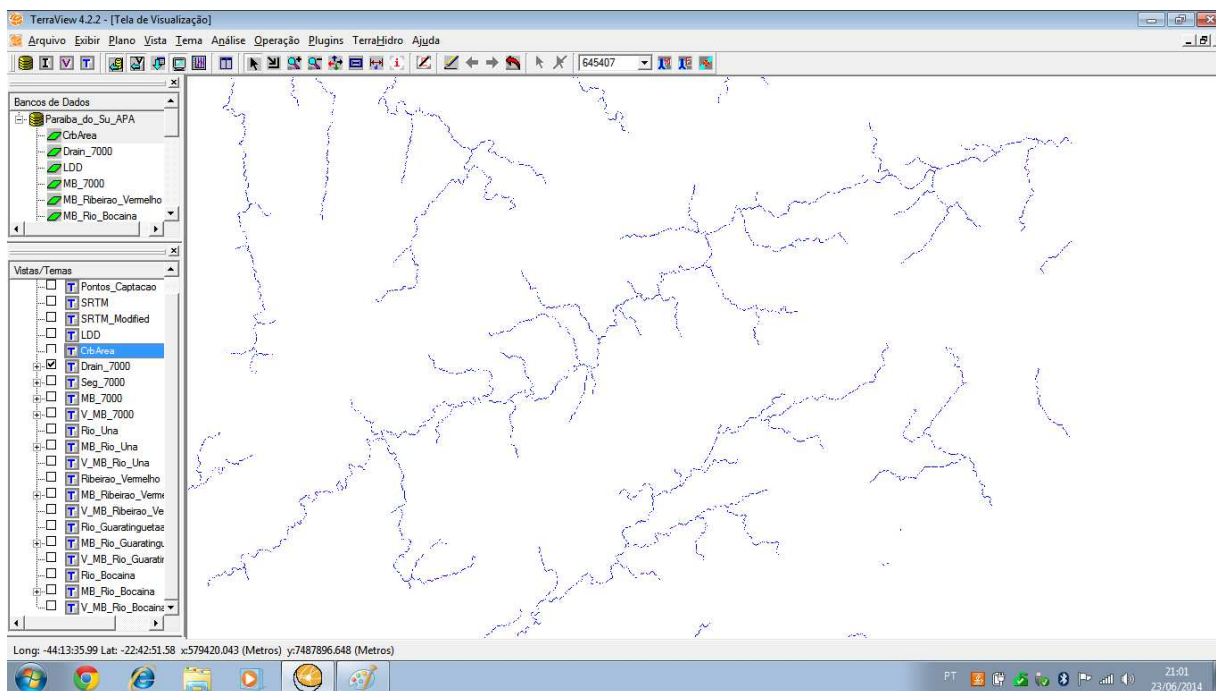 TerraView 4.2.2 - [Tela de Visualização]
Arquivo Exibir Plano Vista Tema Análise Operação Plugins TerraHidro Ajuda
I V T
645407
Bancos de Dados
Paraiba_do_Su_APA
CrbArea
Drain_7000
LDD
MB_7000
MB_Ribeirao_Vermelho
MB_Rio_Bocaina
Vistas/Temas
T Pontos_Captacao
T SRTM
T SRTM_Modified
T LDD
T CrbArea
T Drain_7000
T Seg_7000
T MB_7000
T V_MB_7000
T Rio_Una
T MB_Rio_Una
T V_MB_Rio_Una
T Ribeirao_Vermelho
T MB_Ribeirao_Verme
T V_MB_Ribeirao_Ve
T Rio_Guaratinguetaa
T MB_Rio_Guaratingu
T V_MB_Rio_Guaratir
T Rio_Bocaina
T MB_Rio_Bocaina
T V_MB_Rio_Bocaina
Long: -44:13:35.99 Lat: -22:42:51.58 x:579420.043 (Metros) y:7487896.648 (Metros)
PT
21:01
23/06/2014